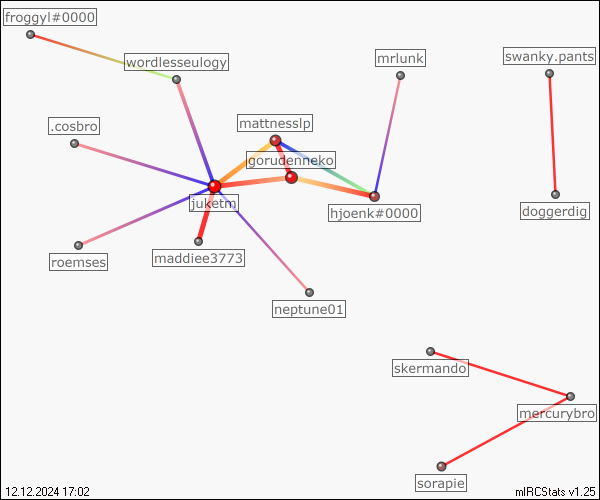 froggyl#0000
wordlesseulogy
mrlunk
swanky.pants
.cosbro
mattnesslp
gorudenneko
juketm
hjoenk#0000
doggerdig
roemses
maddiee3773
neptune01
skermando
mercurybro
sorapie
12.12.2024 17:02
mIRCStats v1.25